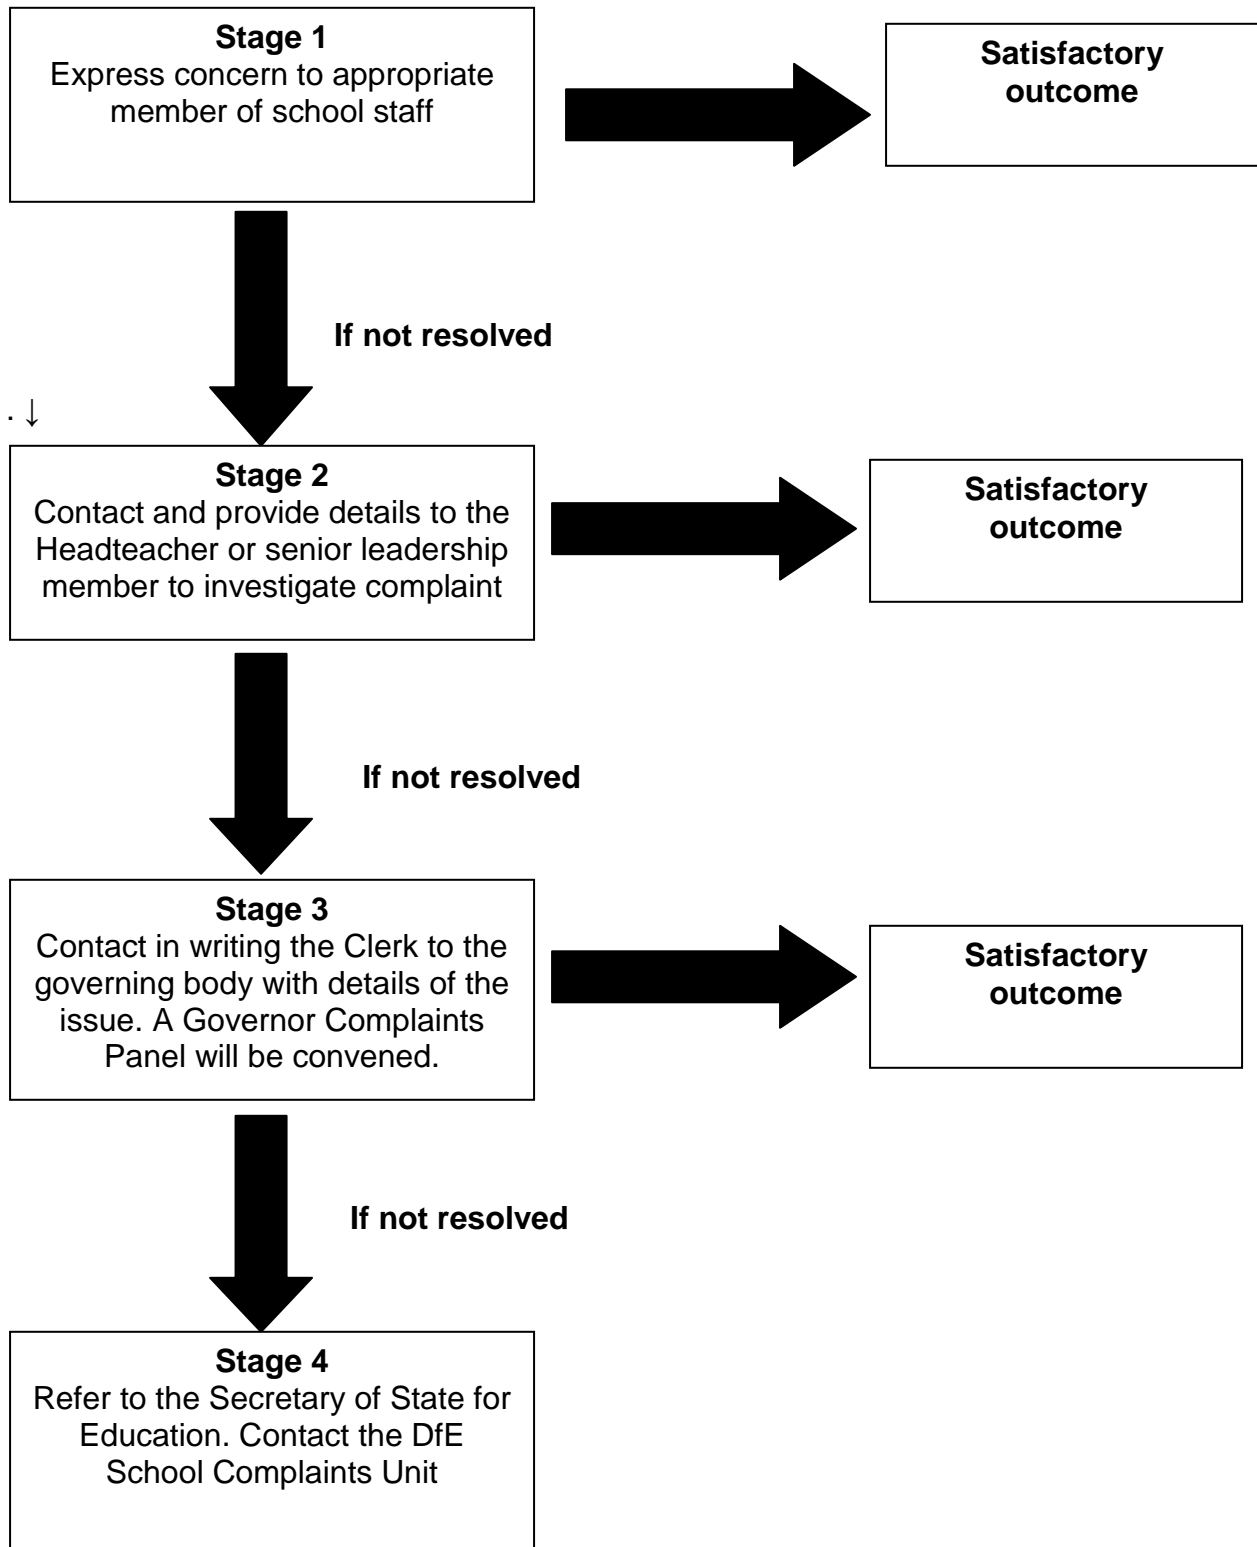 Stage 1
Express concern to appropriate
member of school staff
Satisfactory
outcome
If not resolved
. ↓
Stage 2
Contact and provide details to the
Headteacher or senior leadership
member to investigate complaint
Satisfactory
outcome
If not resolved
Stage 3
Contact in writing the Clerk to the
governing body with details of the
issue. A Governor Complaints
Panel will be convened.
Satisfactory
outcome
If not resolved
Stage 4
Refer to the Secretary of State for
Education. Contact the DfE
School Complaints Unit